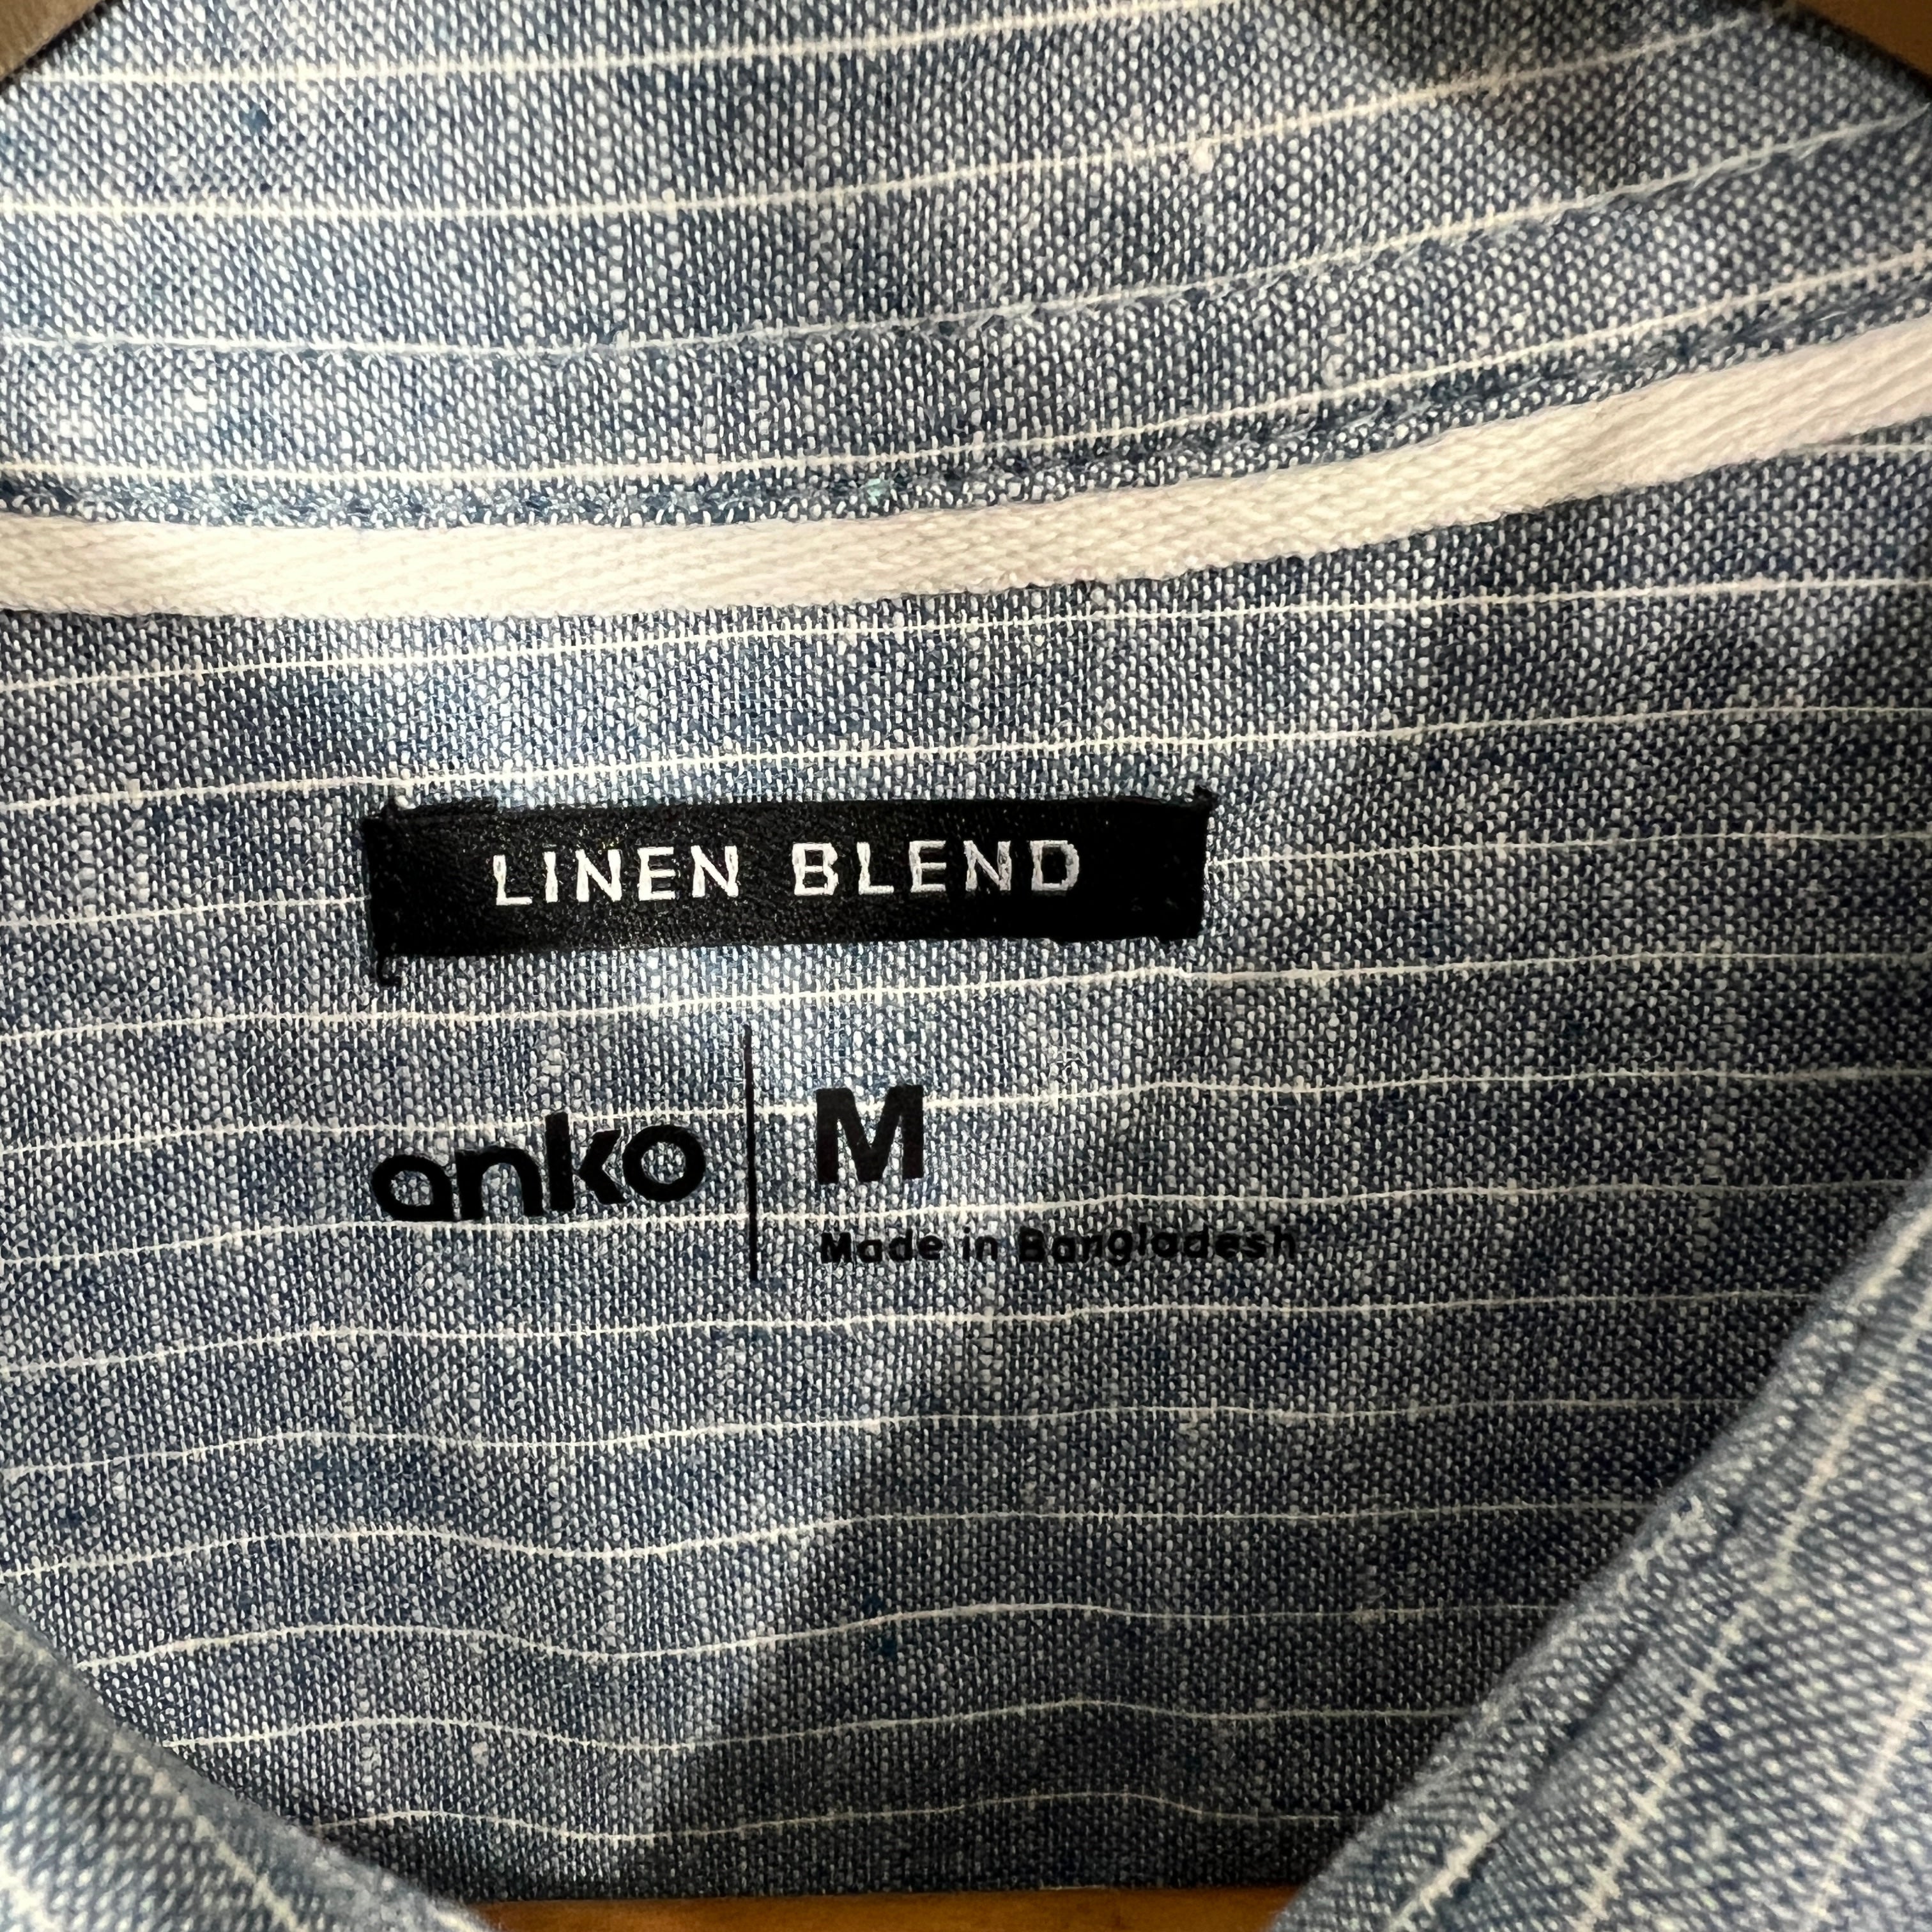 LINEN BLEND
anko
M
Made in Bangladesh